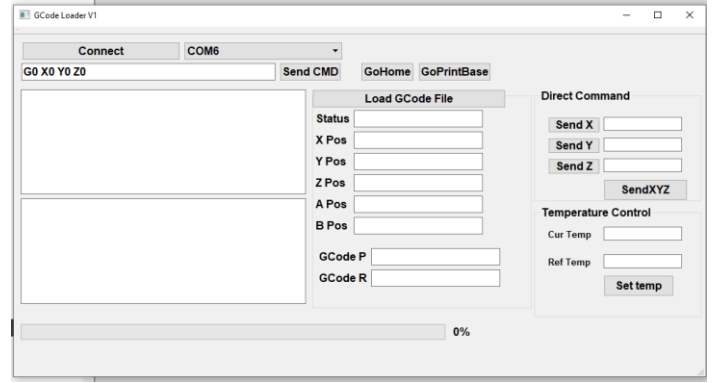 GCode Loader V1
Connect COM6
G0 X0 Y0 Z0 Send CMD GoHome GoPrintBase
Load GCode File
Status
X Pos
Y Pos
Z Pos
A Pos
B Pos
GCode P
GCode R
Direct Command
Send X
Send Y
Send Z
SendXYZ
Temperature Control
Cur Temp
Ref Temp
Set temp
0%